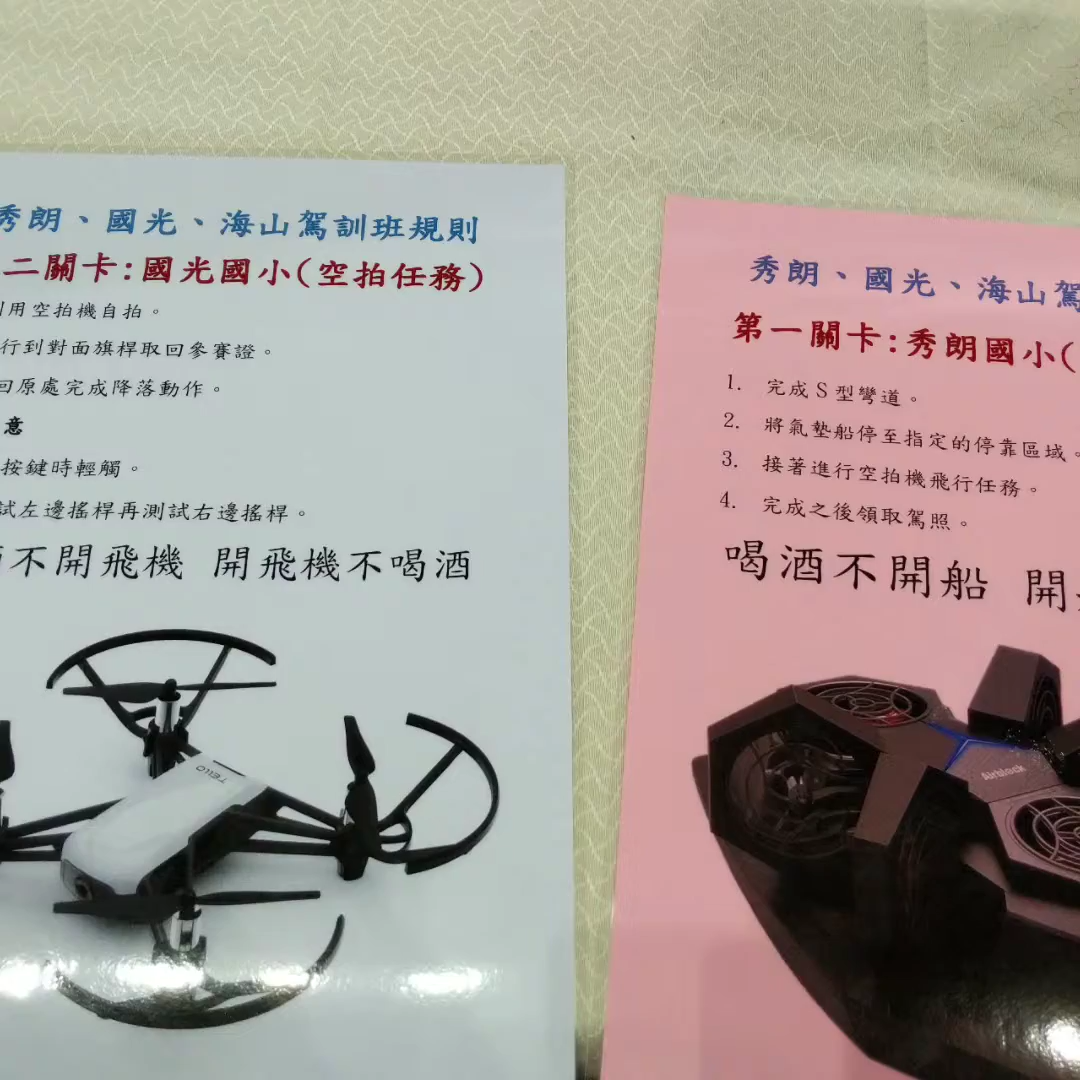 秀朗、國光、海山駕訓班規則
二關卡:國光國小(空拍任務)
用空拍機自拍。
行到對面旗桿取回參賽證。
回原處完成降落動作。
意
按鍵時輕觸。
試左邊搖桿再測試右邊搖桿。
不開飛機 開飛機不喝酒
TELLO
秀朗、國光、海山駕
第一關卡:秀朗國小(
1. 完成S型彎道。
2. 將氣墊船停至指定的停靠區域。
3. 接著進行空拍機飛行任務。
4. 完成之後領取駕照。
喝酒不開船 開
Airblock